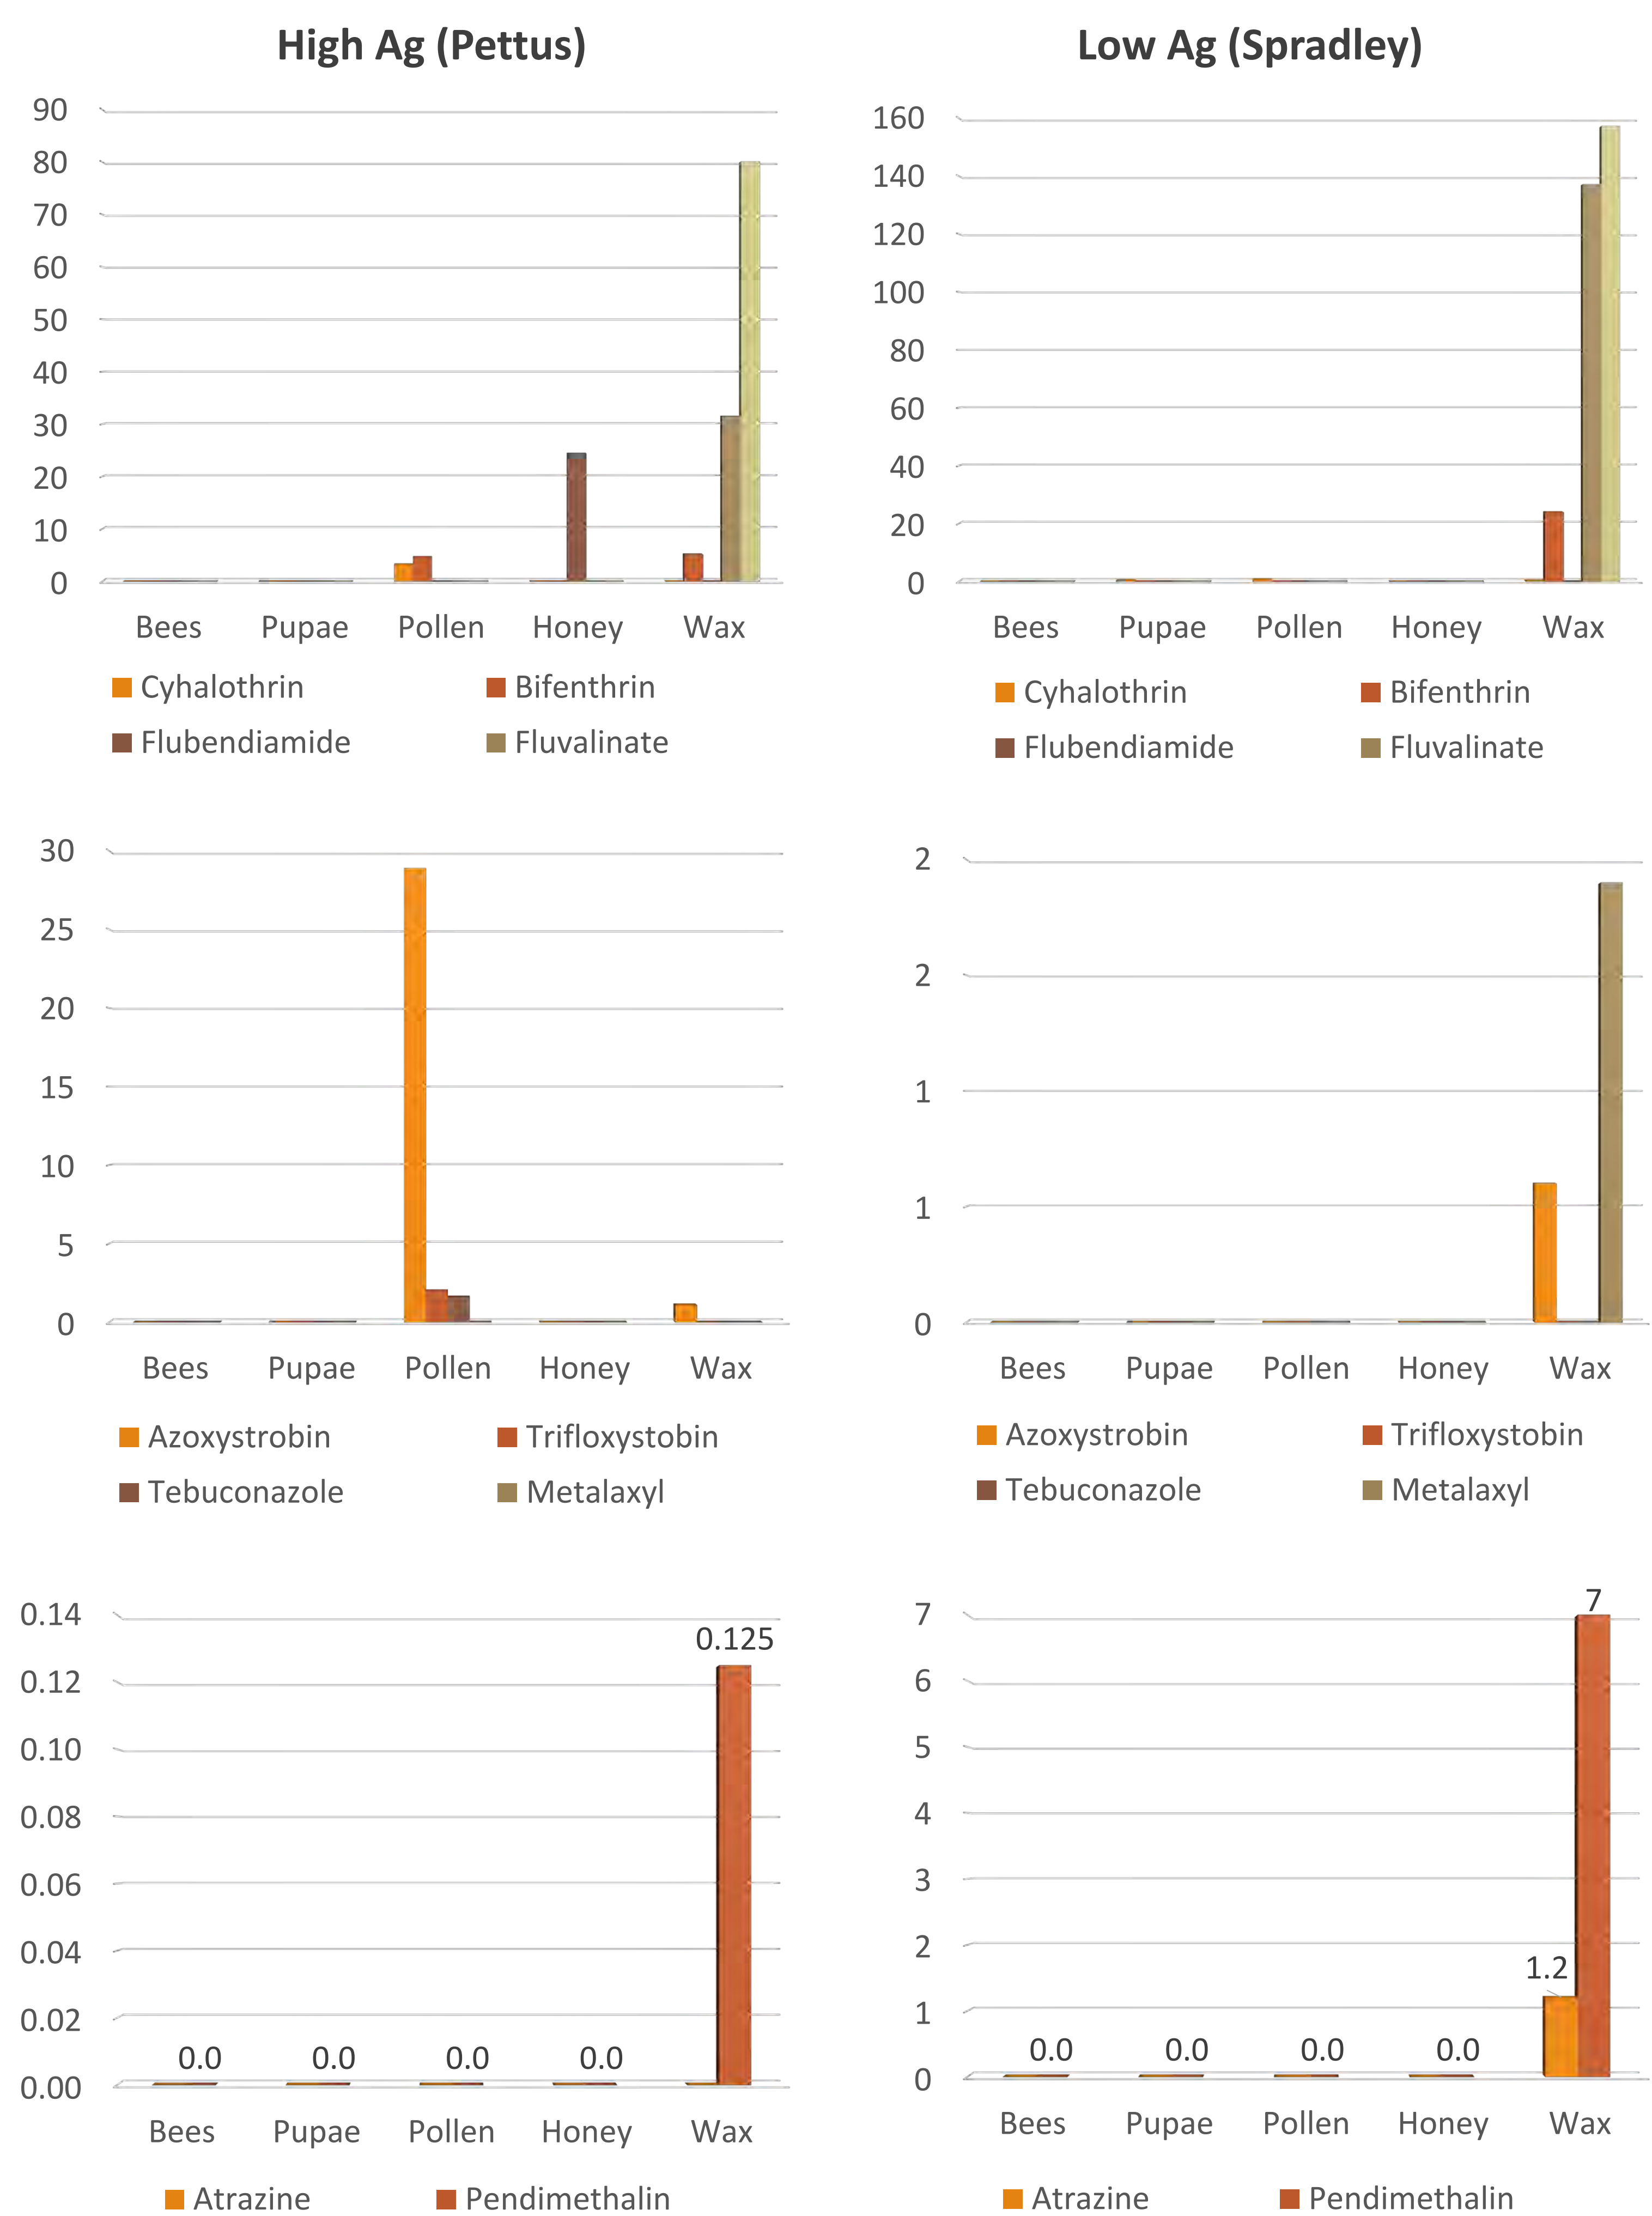 High Ag (Pettus)
90
80
70
60
50
40
30
20
10
0
Bees Pupae Pollen Honey Wax
Cyhalothrin Bifenthrin
Flubendiamide Fluvalinate
Low Ag (Spradley)
160
140
120
100
80
60
40
20
0
Bees Pupae Pollen Honey Wax
Cyhalothrin Bifenthrin
Flubendiamide Fluvalinate
30
25
20
15
10
5
0
Bees Pupae Pollen Honey Wax
Azoxystrobin Trifloxystobin
Tebuconazole Metalaxyl
2
2
1
1
0
Bees Pupae Pollen Honey Wax
Azoxystrobin Trifloxystobin
Tebuconazole Metalaxyl
0.14
0.125
0.12
0.10
0.08
0.06
0.04
0.02
0.0 0.0 0.0 0.0
0.00
Bees Pupae Pollen Honey Wax
Atrazine Pendimethalin
7
7
6
5
4
3
2
1.2
1
0.0 0.0 0.0 0.0
0
Bees Pupae Pollen Honey Wax
Atrazine Pendimethalin